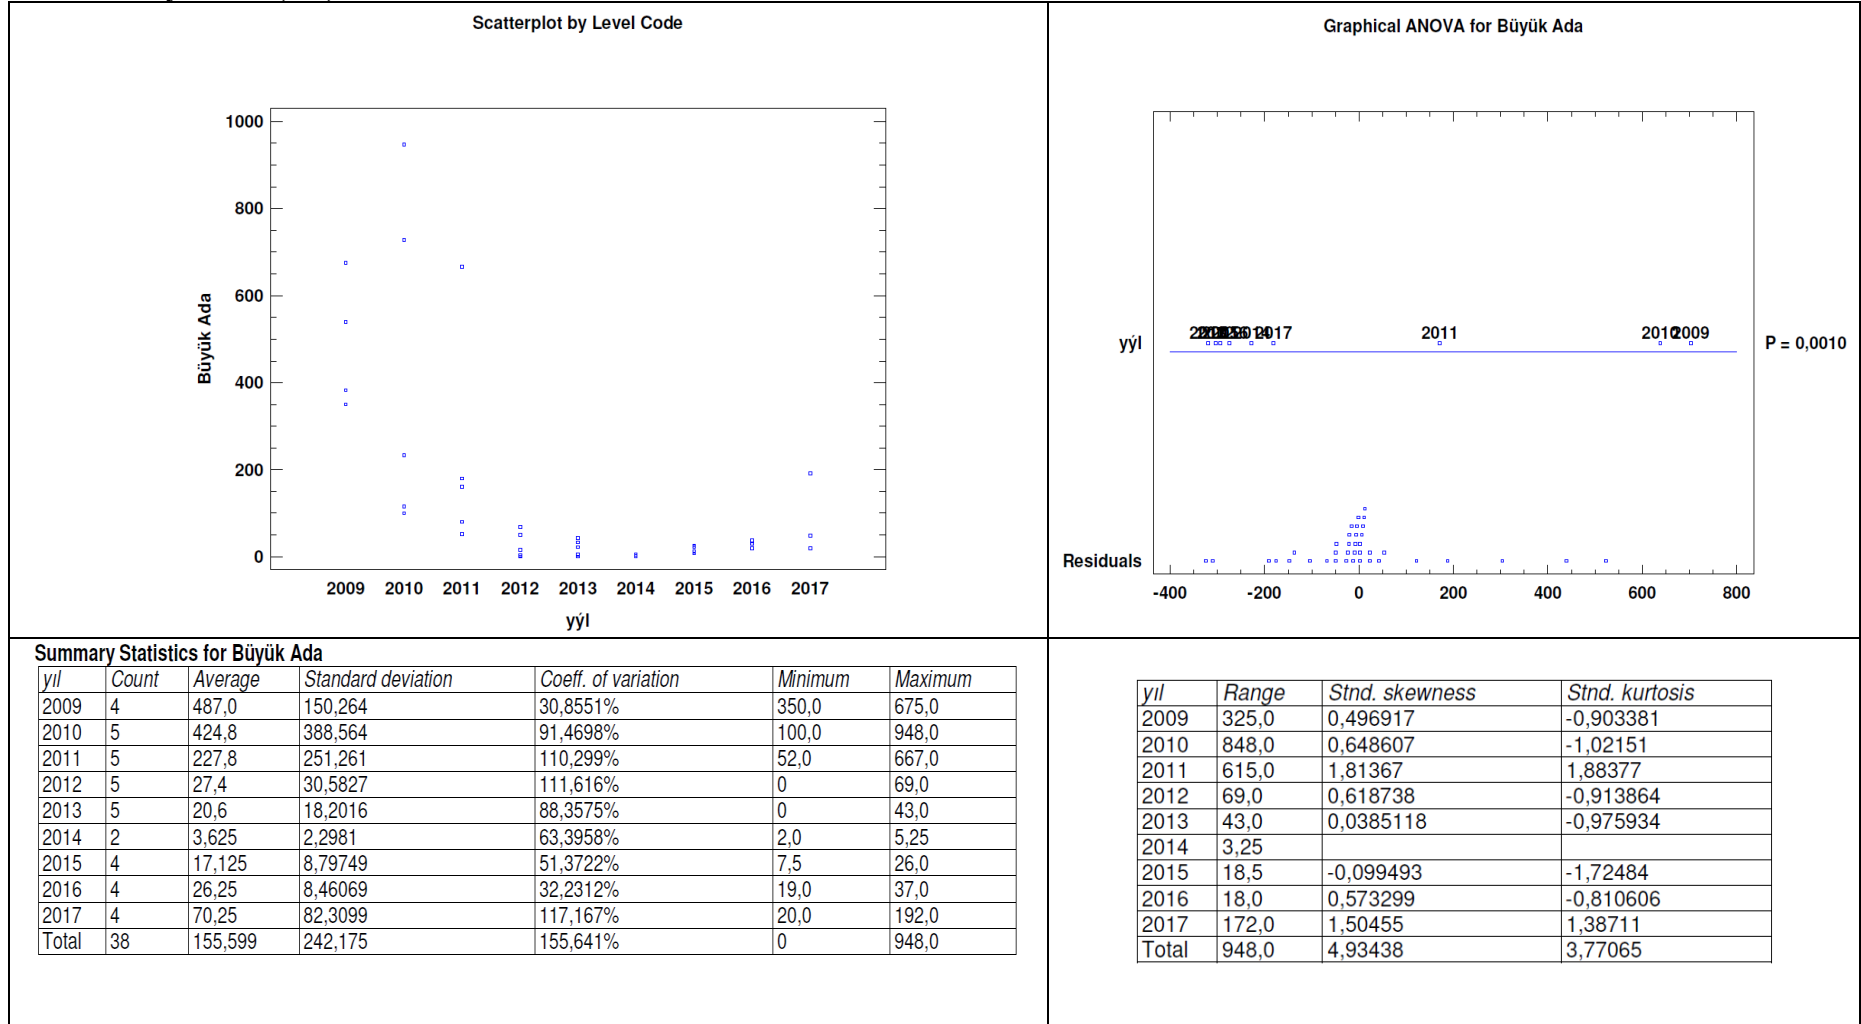 Scatterplot by Level Code
1000
800
600
400
200
0
Büyük Ada
2009 2010 2011 2012 2013 2014 2015 2016 2017
yýl
Graphical ANOVA for Büyük Ada
yýl
2017 2011 2010 2009
P = 0,0010
Residuals
-400 -200 0 200 400 600 800
Summary Statistics for Büyük Ada
yıl Count Average Standard deviation Coeff. of variation Minimum Maximum
2009 4 487,0 150,264 30,8551% 350,0 675,0
2010 5 424,8 388,564 91,4698% 100,0 948,0
2011 5 227,8 251,261 110,299% 52,0 667,0
2012 5 27,4 30,5827 111,616% 0 69,0
2013 5 20,6 18,2016 88,3575% 0 43,0
2014 2 3,625 2,2981 63,3958% 2,0 5,25
2015 4 17,125 8,79749 51,3722% 7,5 26,0
2016 4 26,25 8,46069 32,2312% 19,0 37,0
2017 4 70,25 82,3099 117,167% 20,0 192,0
Total 38 155,599 242,175 155,641% 0 948,0
yıl Range Stnd. skewness Stnd. kurtosis
2009 325,0 0,496917 -0,903381
2010 848,0 0,648607 -1,02151
2011 615,0 1,81367 1,88377
2012 69,0 0,618738 -0,913864
2013 43,0 0,0385118 -0,975934
2014 3,25
2015 18,5 -0,099493 -1,72484
2016 18,0 0,573299 -0,810606
2017 172,0 1,50455 1,38711
Total 948,0 4,93438 3,77065